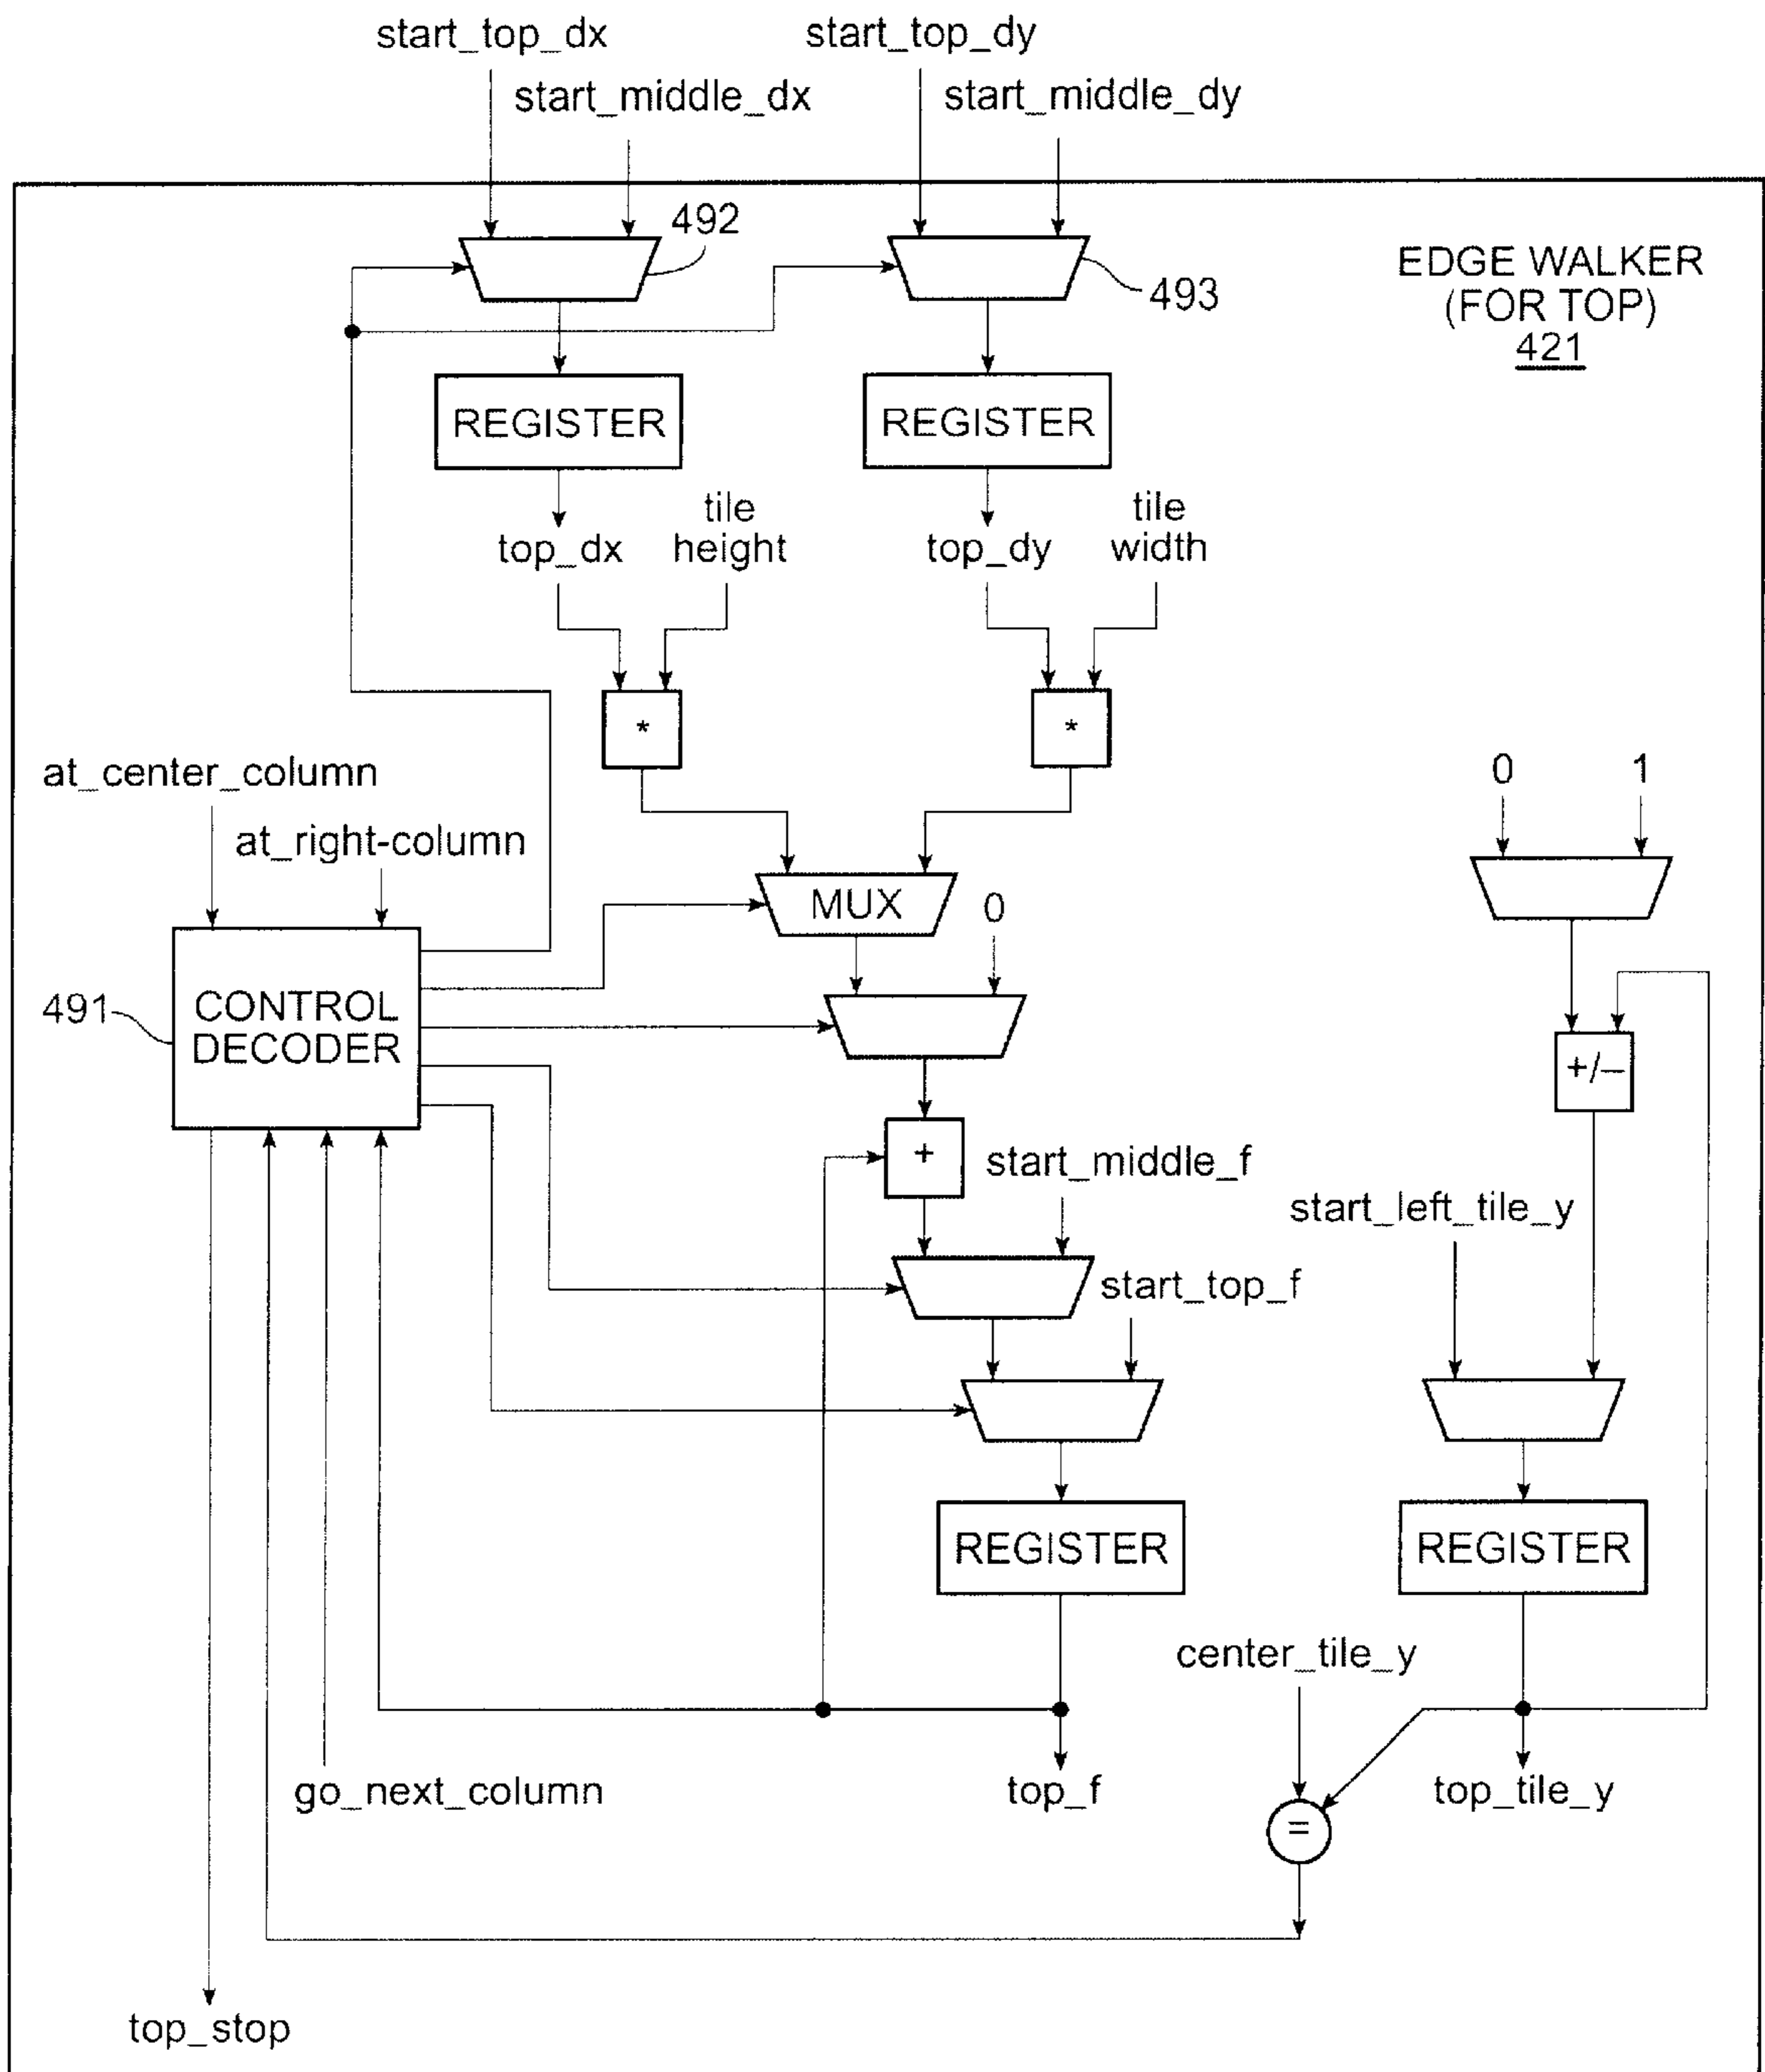 start_top_dx
start_top_dy
start_middle_dx
start_middle_dy
492
493
EDGE WALKER
(FOR TOP)
421
REGISTER
REGISTER
top_dx
tile
height
top_dy
tile
width
*
*
at_center_column
at_right-column
0
1
MUX
0
491
CONTROL
DECODER
+/–
+
start_middle_f
start_left_tile_y
start_top_f
REGISTER
REGISTER
center_tile_y
go_next_column
top_f
top_tile_y
=
top_stop